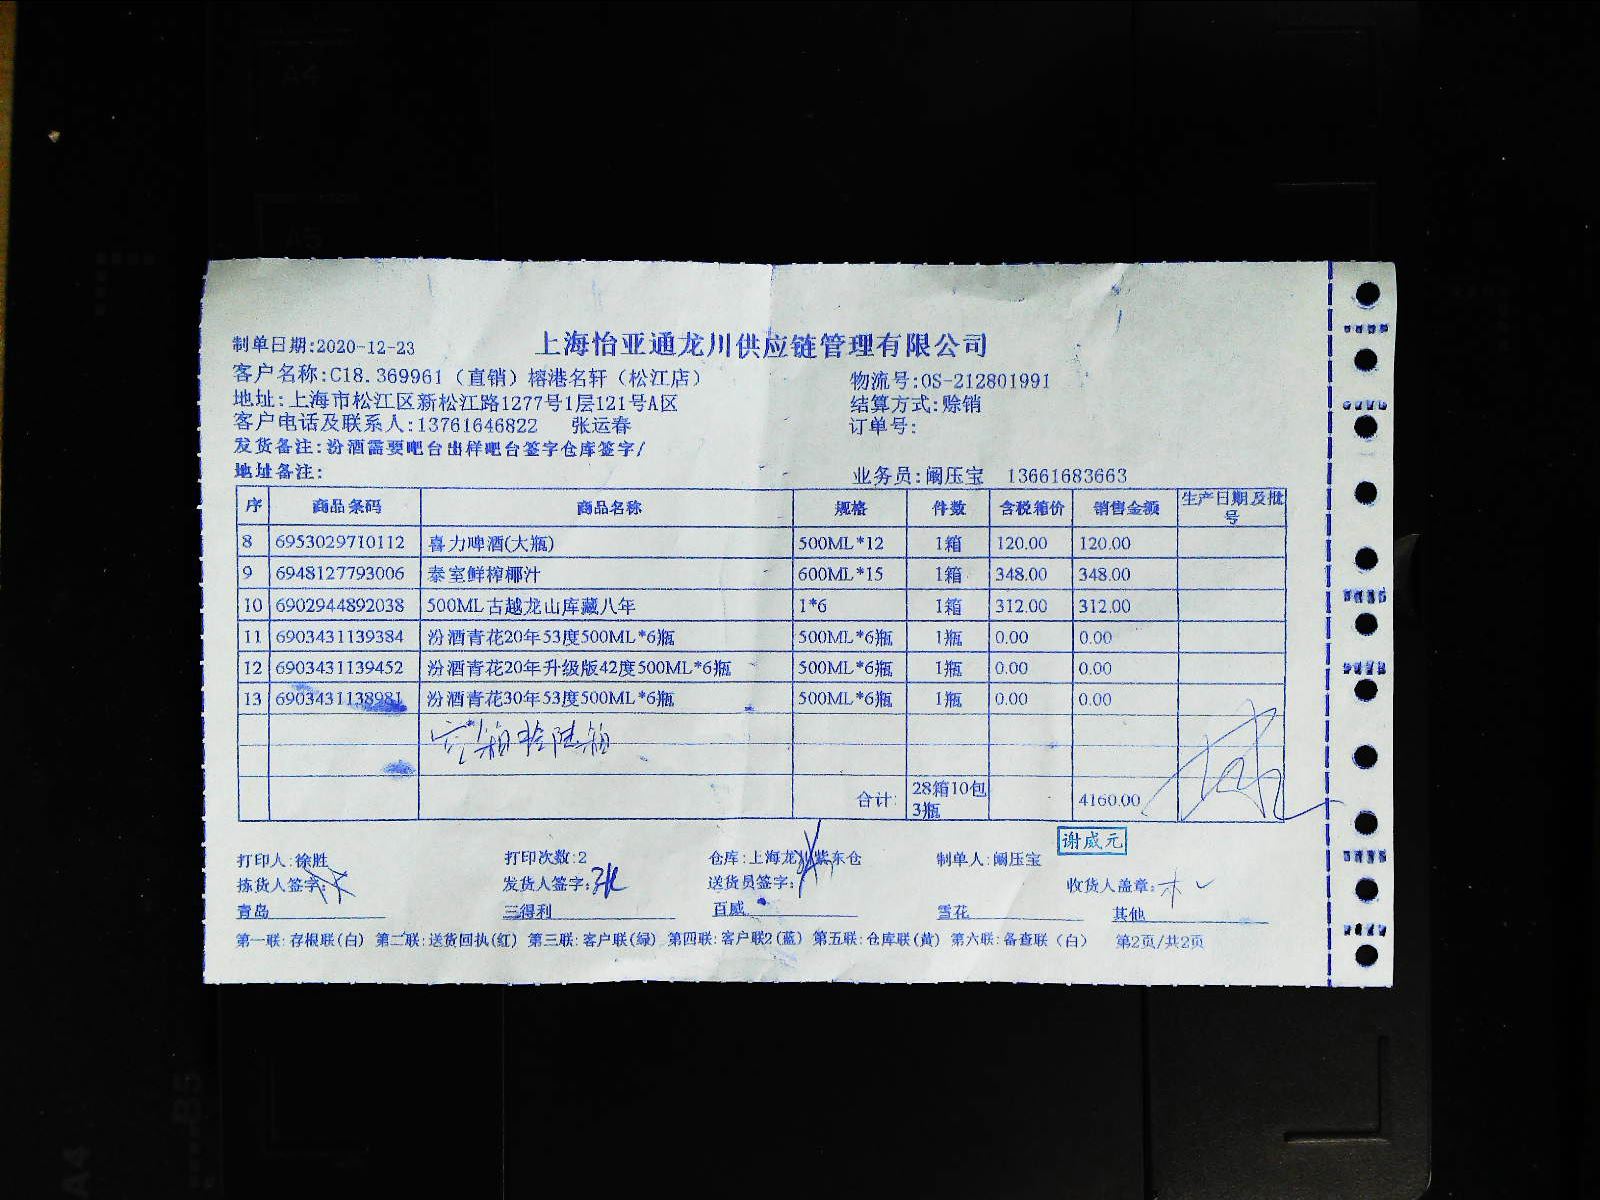 制单日期:2020-12-23
上海怡亚通龙川供应链管理有限公司
客户名称:C18.369961（直销）榕港名轩（松江店）
物流号:OS-212801991
地址:上海市松江区新松江路1277号1层121号A区
结算方式:赊销
客户电话及联系人:13761646822 张运春
订单号:
发货备注:汾酒需要吧台出样吧台签字仓库签字/
地址备注:
业务员:阚压宝 13661683663
序 商品条码 商品名称 规格 件数 含税箱价 销售金额 生产日期及批号
8 6953029710112 喜力啤酒(大瓶) 500ML*12 1箱 120.00 120.00
9 6948127793006 泰室鲜榨椰汁 600ML*15 1箱 348.00 348.00
10 6902944892038 500ML古越龙山库藏八年 1*6 1箱 312.00 312.00
11 6903431139384 汾酒青花20年53度500ML*6瓶 500ML*6瓶 1瓶 0.00 0.00
12 6903431139452 汾酒青花20年升级版42度500ML*6瓶 500ML*6瓶 1瓶 0.00 0.00
13 6903431138981 汾酒青花30年53度500ML*6瓶 500ML*6瓶 1瓶 0.00 0.00
空箱拾陆箱
合计: 28箱10包3瓶 4160.00
谢威元
打印人:徐胜 打印次数:2 仓库:上海龙川紫东仓 制单人:阚压宝
拣货人签字: 发货人签字: 送货员签字: 收货人盖章:
青岛 三得利 百威 雪花 其他
第一联:存根联(白) 第二联:送货回执(红) 第三联:客户联(绿) 第四联:客户联2(蓝) 第五联:仓库联(黄) 第六联:备查联（白） 第2页/共2页
A4
A5
B5
A4